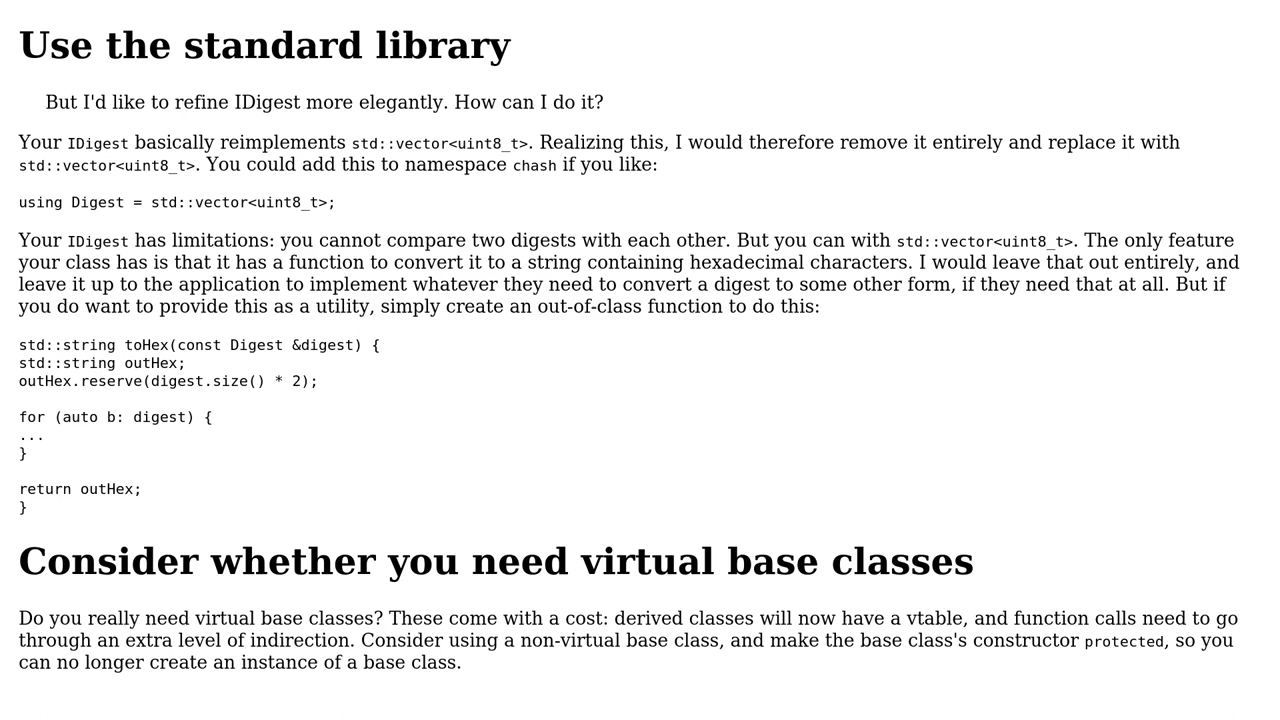 Use the standard library
But I'd like to refine IDigest more elegantly. How can I do it?
Your IDigest basically reimplements std::vector<uint8_t>. Realizing this, I would therefore remove it entirely and replace it with
std::vector<uint8_t>. You could add this to namespace chash if you like:
using Digest = std::vector<uint8_t>;
Your IDigest has limitations: you cannot compare two digests with each other. But you can with std::vector<uint8_t>. The only feature
your class has is that it has a function to convert it to a string containing hexadecimal characters. I would leave that out entirely, and
leave it up to the application to implement whatever they need to convert a digest to some other form, if they need that at all. But if
you do want to provide this as a utility, simply create an out-of-class function to do this:
std::string toHex(const Digest &digest) {
std::string outHex;
outHex.reserve(digest.size() * 2);
for (auto b: digest) {
...
}
return outHex;
}
Consider whether you need virtual base classes
Do you really need virtual base classes? These come with a cost: derived classes will now have a vtable, and function calls need to go
through an extra level of indirection. Consider using a non-virtual base class, and make the base class's constructor protected, so you
can no longer create an instance of a base class.